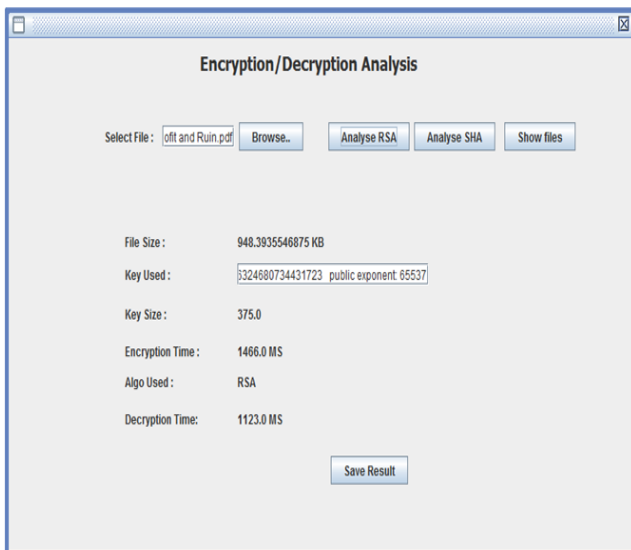 Encryption/Decryption Analysis
Select File : ofit and Ruin.pdf Browse.. Analyse RSA Analyse SHA Show files
File Size : 948.3935546875 KB
Key Used : 6324680734431723 public exponent: 65537
Key Size : 375.0
Encryption Time : 1466.0 MS
Algo Used : RSA
Decryption Time: 1123.0 MS
Save Result